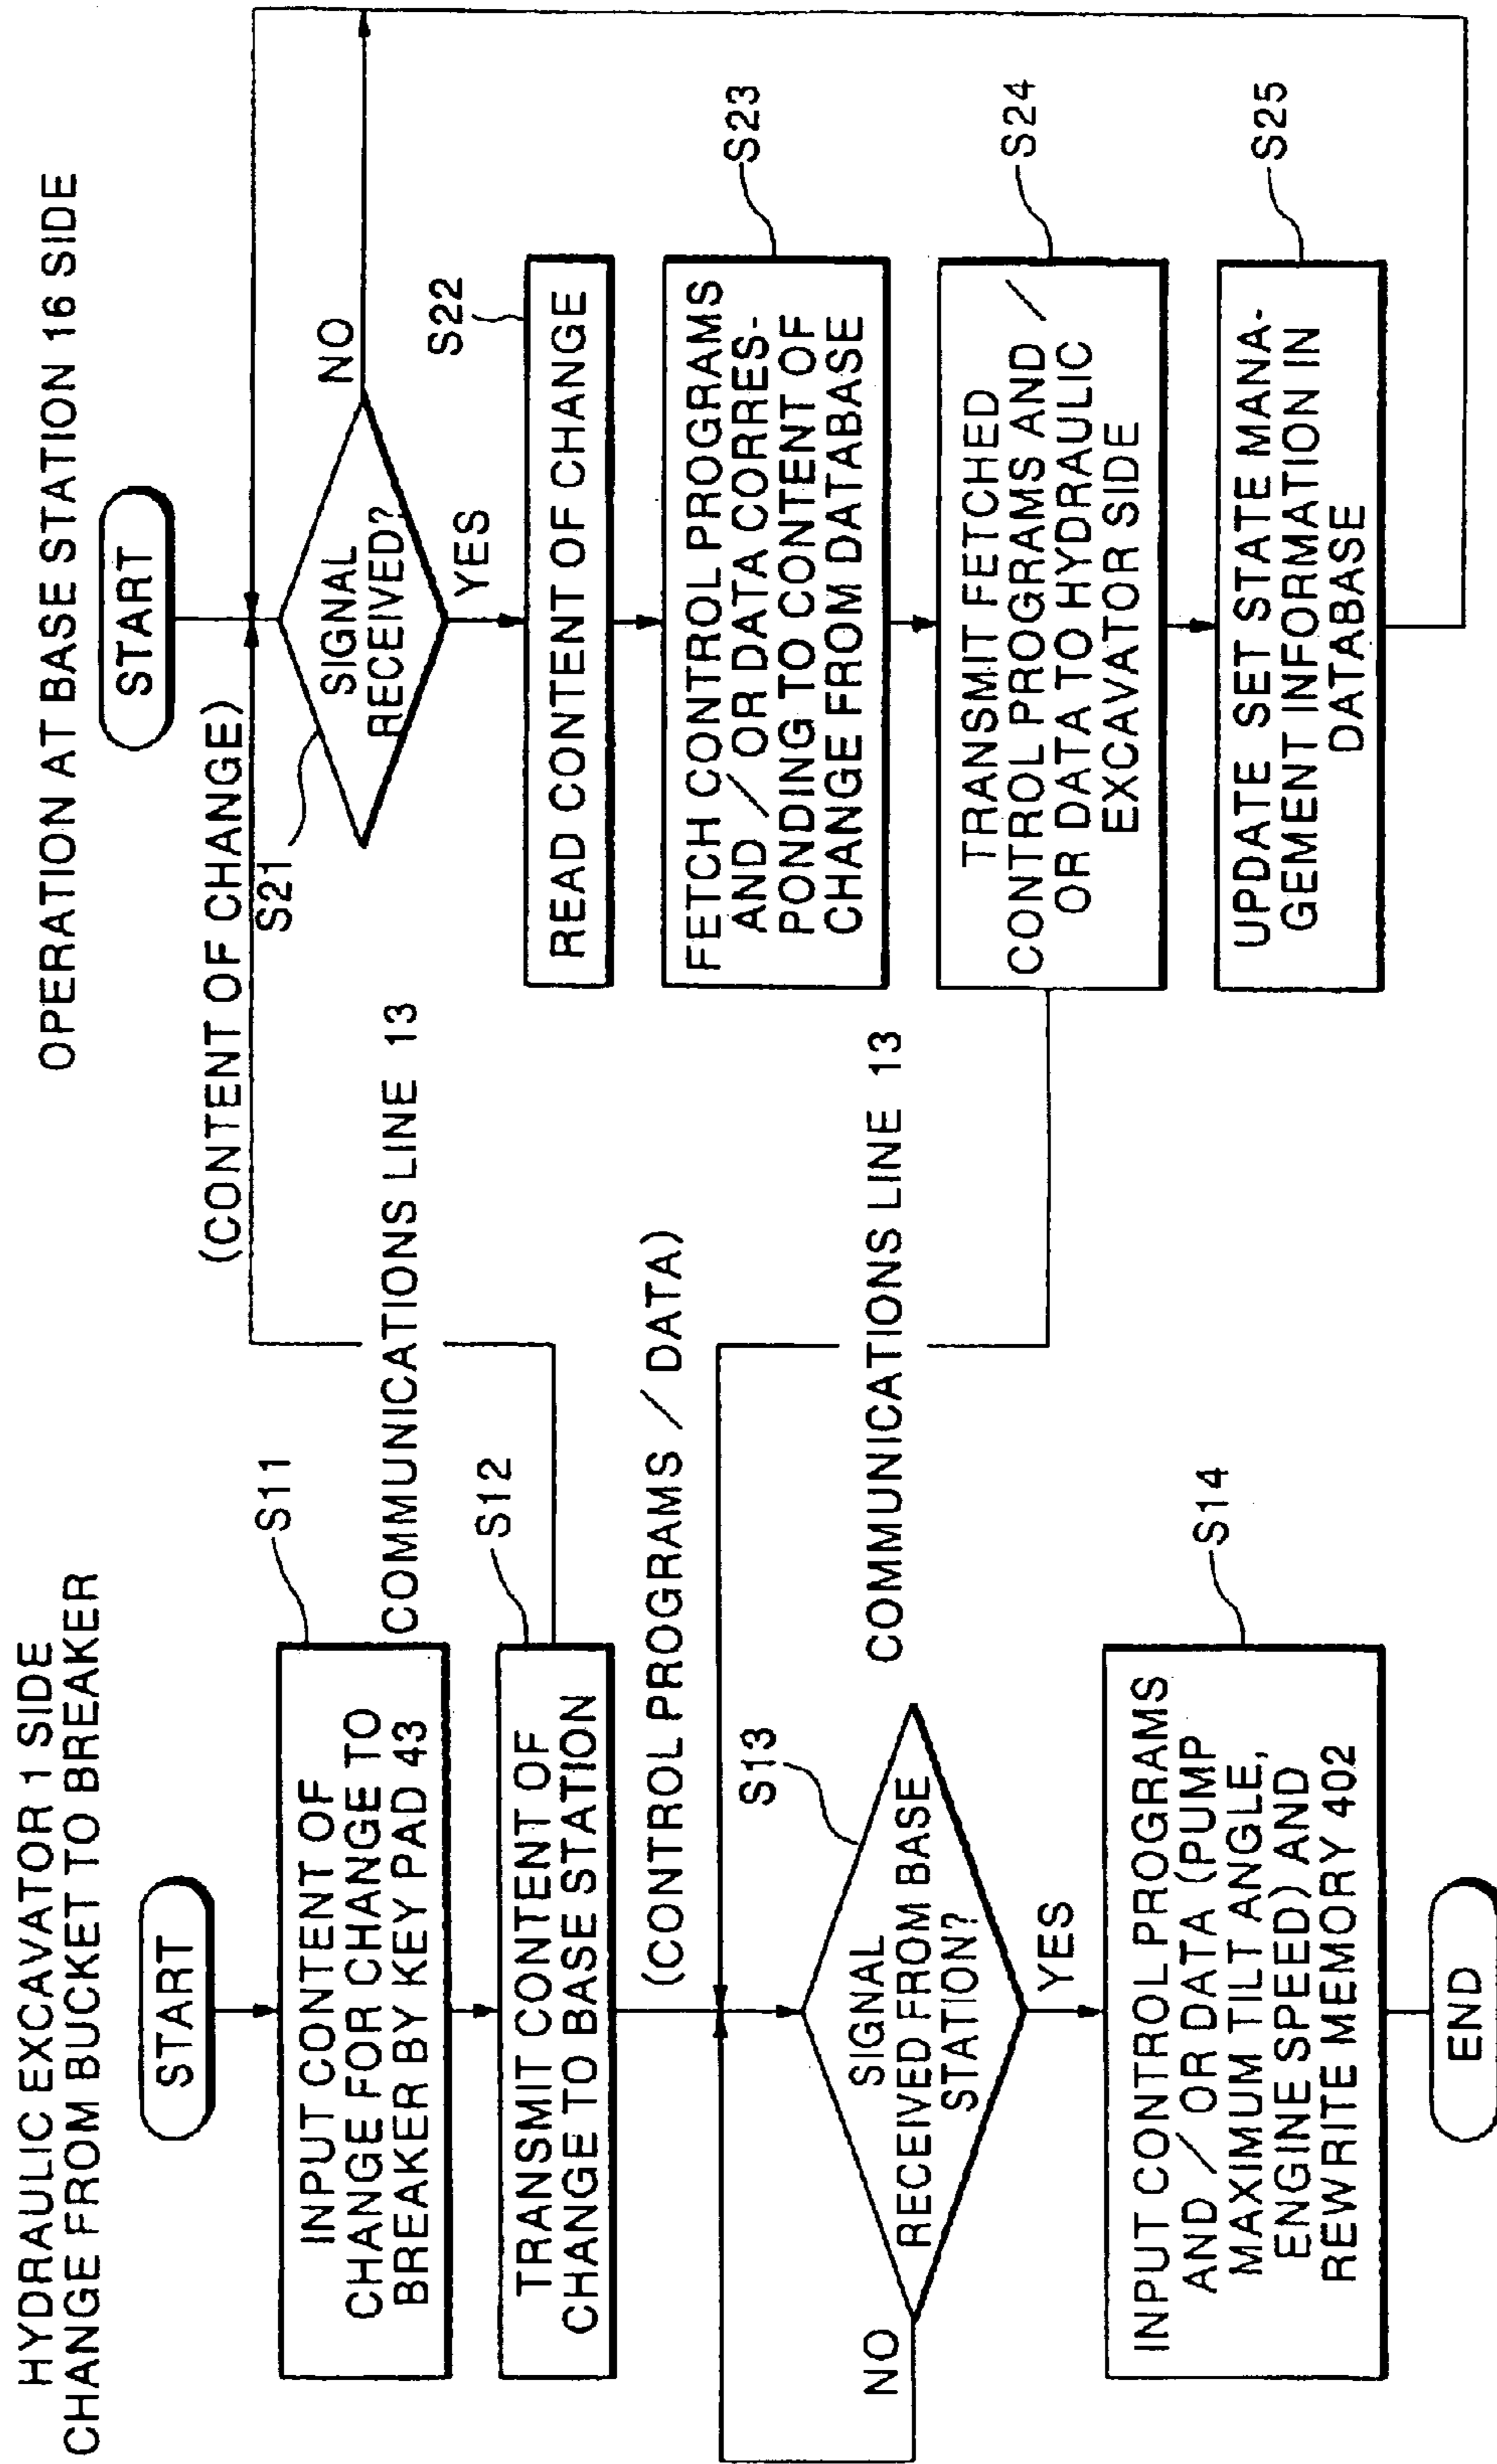 HYDRAULIC EXCAVATOR 1 SIDE
CHANGE FROM BUCKET TO BREAKER
START
INPUT CONTENT OF
CHANGE FOR CHANGE TO
BREAKER BY KEY PAD 43
S11
TRANSMIT CONTENT OF
CHANGE TO BASE STATION
S12
COMMUNICATIONS LINE 13
(CONTENT OF CHANGE)
(CONTROL PROGRAMS / DATA)
COMMUNICATIONS LINE 13
S13
SIGNAL
RECEIVED FROM BASE
STATION?
NO
YES
INPUT CONTROL PROGRAMS
AND / OR DATA (PUMP
MAXIMUM TILT ANGLE,
ENGINE SPEED) AND
REWRITE MEMORY 402
S14
END
OPERATION AT BASE STATION 16 SIDE
START
S21
SIGNAL
RECEIVED?
NO
YES
S22
READ CONTENT OF CHANGE
FETCH CONTROL PROGRAMS
AND / OR DATA CORRES-
PONDING TO CONTENT OF
CHANGE FROM DATABASE
S23
TRANSMIT FETCHED
CONTROL PROGRAMS AND /
OR DATA TO HYDRAULIC
EXCAVATOR SIDE
S24
UPDATE SET STATE MANA-
GEMENT INFORMATION IN
DATABASE
S25